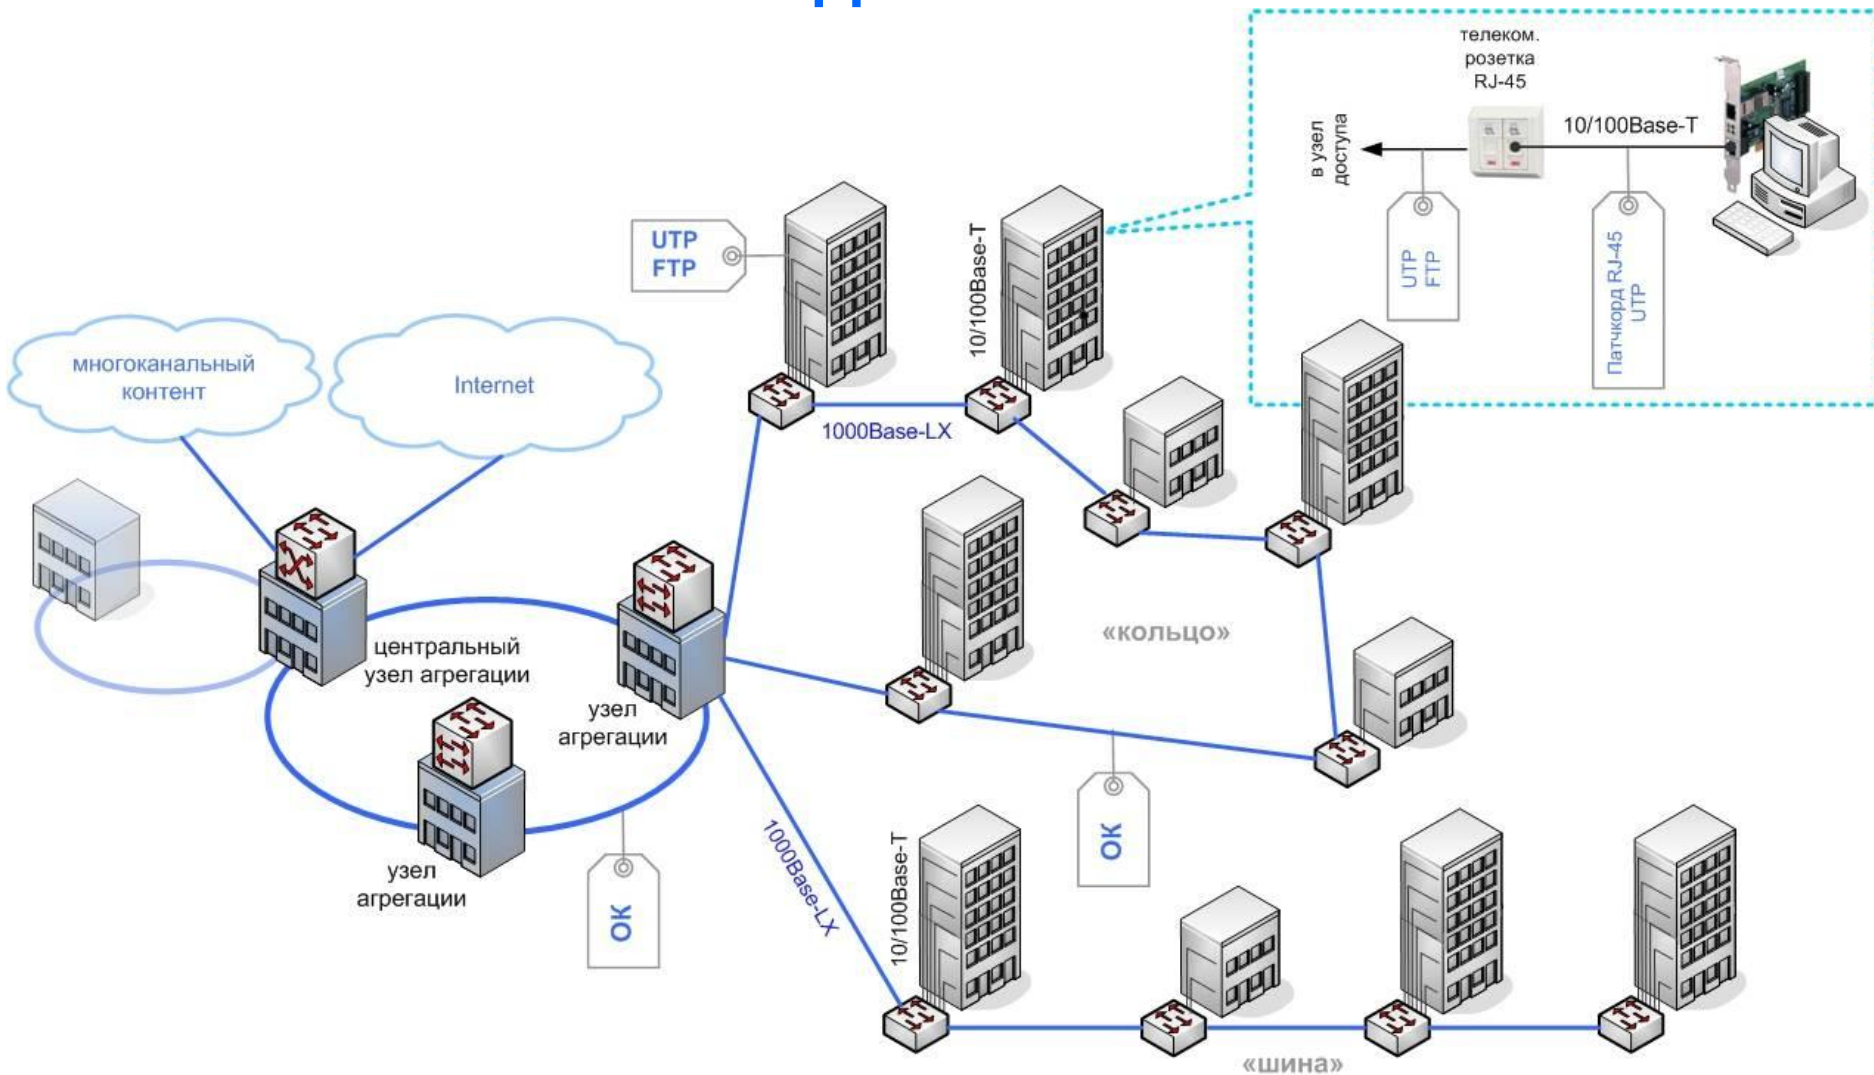 телеком.
розетка
RJ-45
10/100Base-T
в узел
доступа
UTP
FTP
Патчкорд RJ-45
UTP
UTP
FTP
10/100Base-T
многоканальный
контент
Internet
1000Base-LX
«кольцо»
центральный
узел агрегации
узел
агрегации
узел
агрегации
ОК
ОК
1000Base-LX
10/100Base-T
«шина»